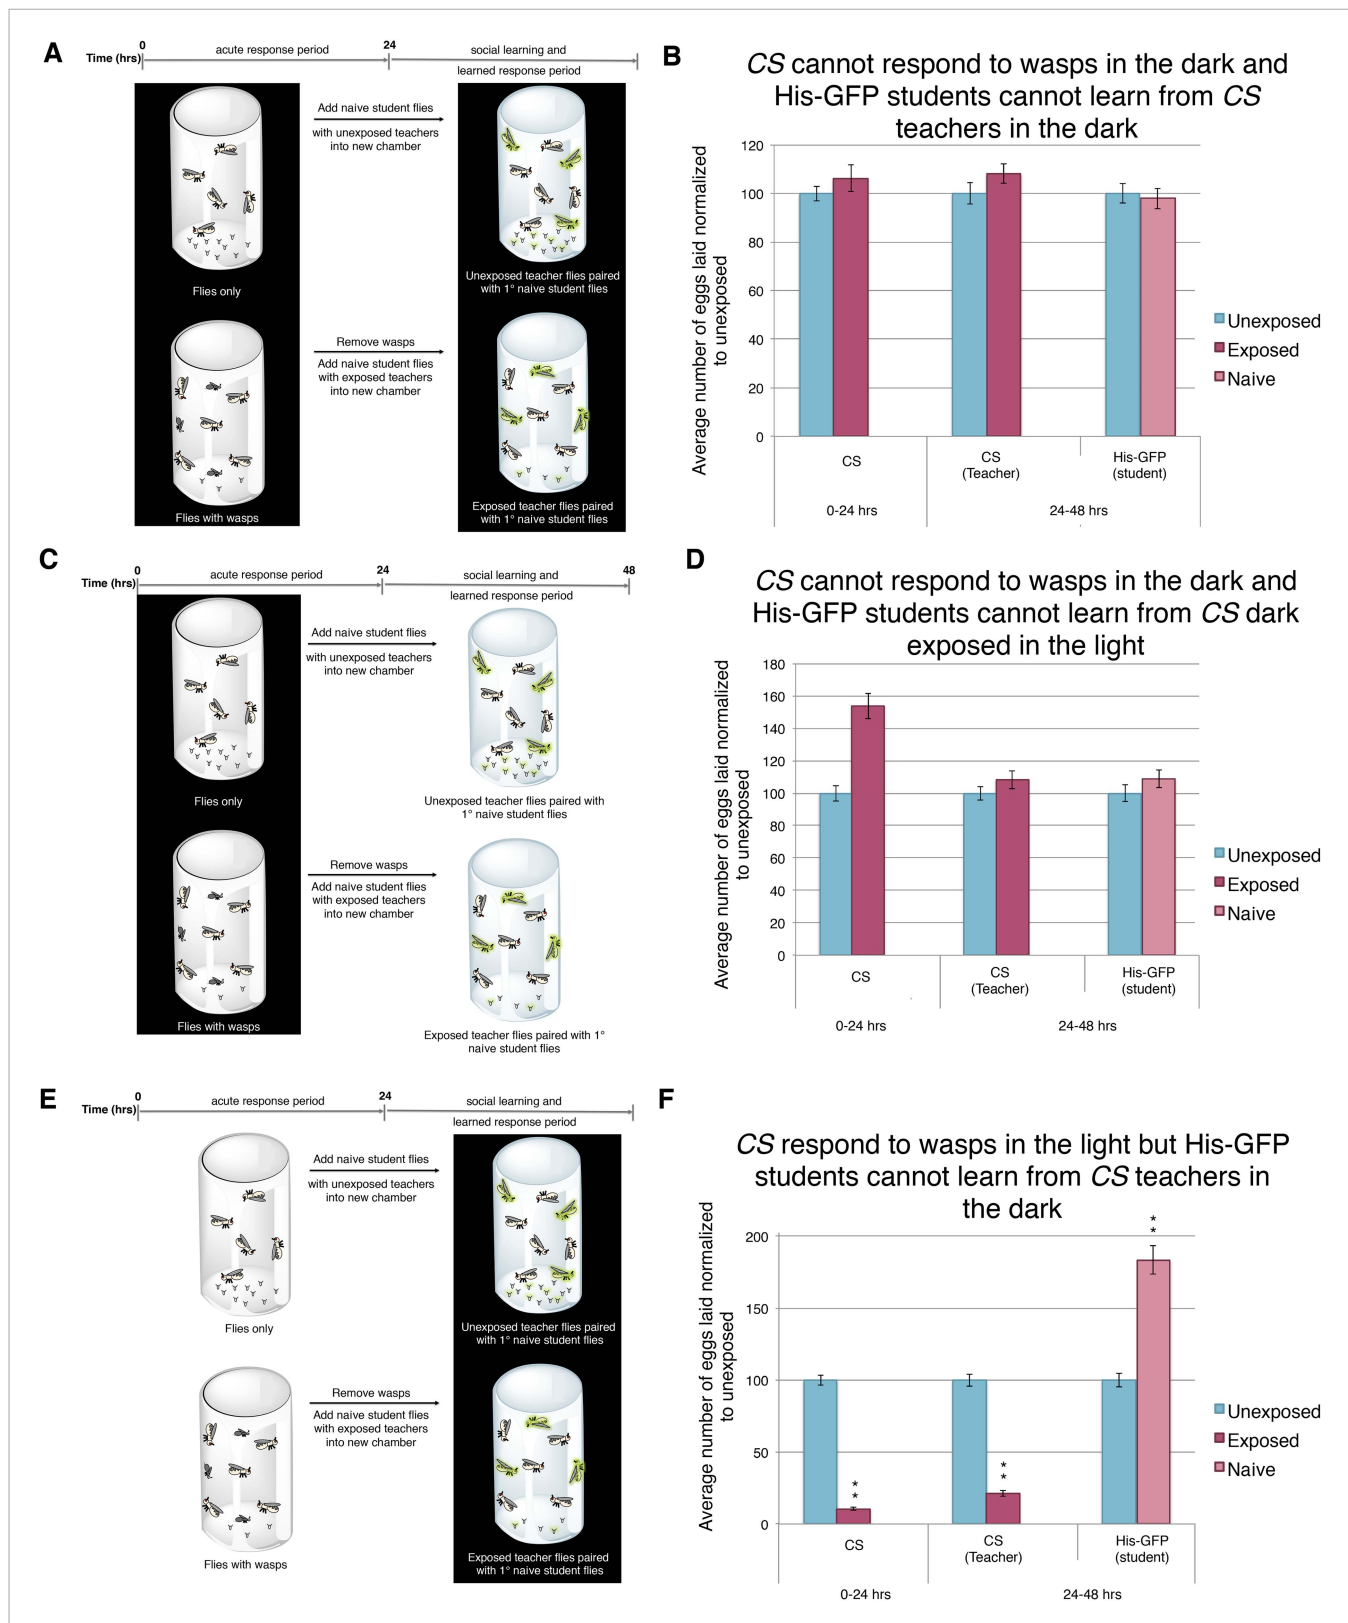 A
0
acute response period
24
social learning and
Time (hrs)
learned response period
Add naive student flies
with unexposed teachers
into new chamber
Flies only
Unexposed teacher flies paired
with 1° naive student flies
Remove wasps
Add naive student flies
with exposed teachers
into new chamber
Flies with wasps
Exposed teacher flies paired
with 1° naive student flies
B
CS cannot respond to wasps in the dark and
His-GFP students cannot learn from CS
teachers in the dark
Average number of eggs laid normalized
to unexposed
120
100
80
60
40
20
0
CS
CS
(Teacher)
His-GFP
(student)
0-24 hrs
24-48 hrs
Unexposed
Exposed
Naive
C
0
acute response period
24
social learning and
48
Time (hrs)
learned response period
Add naive student flies
with unexposed teachers
into new chamber
Flies only
Unexposed teacher flies paired with
1° naive student flies
Remove wasps
Add naive student flies
with exposed teachers
into new chamber
Flies with wasps
Exposed teacher flies paired with 1°
naive student flies
D
CS cannot respond to wasps in the dark and
His-GFP students cannot learn from CS dark
exposed in the light
Average number of eggs laid normalized
to unexposed
180
160
140
120
100
80
60
40
20
0
CS
CS
(Teacher)
His-GFP
(student)
0-24 hrs
24-48 hrs
Unexposed
Exposed
Naive
E
0
acute response period
24
social learning and
Time (hrs)
learned response period
Add naive student flies
with unexposed teachers
into new chamber
Flies only
Unexposed teacher flies paired
with 1° naive student flies
Remove wasps
Add naive student flies
with exposed teachers
into new chamber
Flies with wasps
Exposed teacher flies paired
with 1° naive student flies
F
CS respond to wasps in the light but His-GFP
students cannot learn from CS teachers in
the dark
Average number of eggs laid normalized
to unexposed
200
150
100
50
0
* *
* *
* *
CS
CS
(Teacher)
His-GFP
(student)
0-24 hrs
24-48 hrs
Unexposed
Exposed
Naive